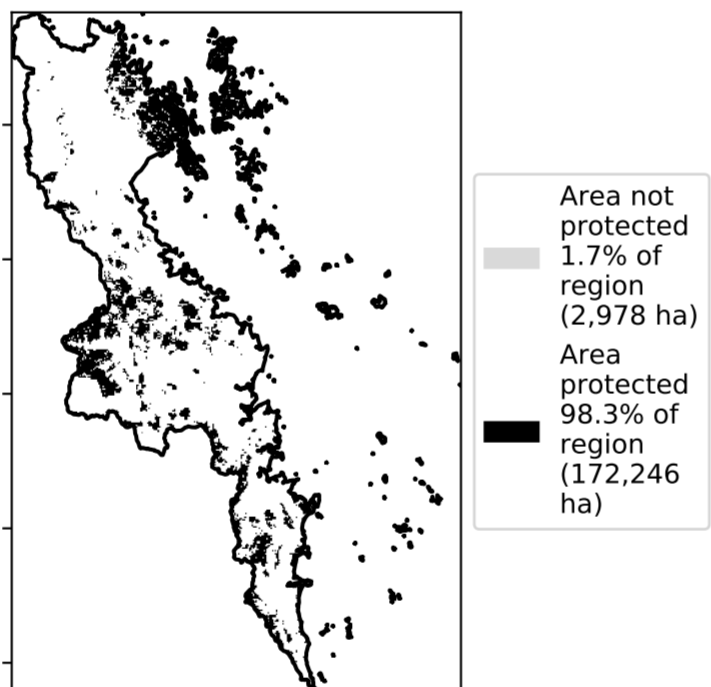 Area not
protected
1.7% of
region
(2,978 ha)
Area
protected
98.3% of
region
(172,246
ha)